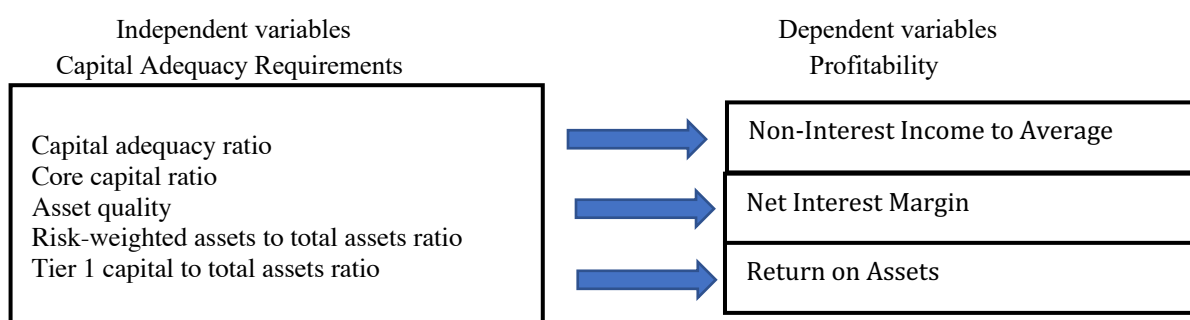 Independent variables
Capital Adequacy Requirements
Capital adequacy ratio
Core capital ratio
Asset quality
Risk-weighted assets to total assets ratio
Tier 1 capital to total assets ratio
Dependent variables
Profitability
Non-Interest Income to Average
Net Interest Margin
Return on Assets